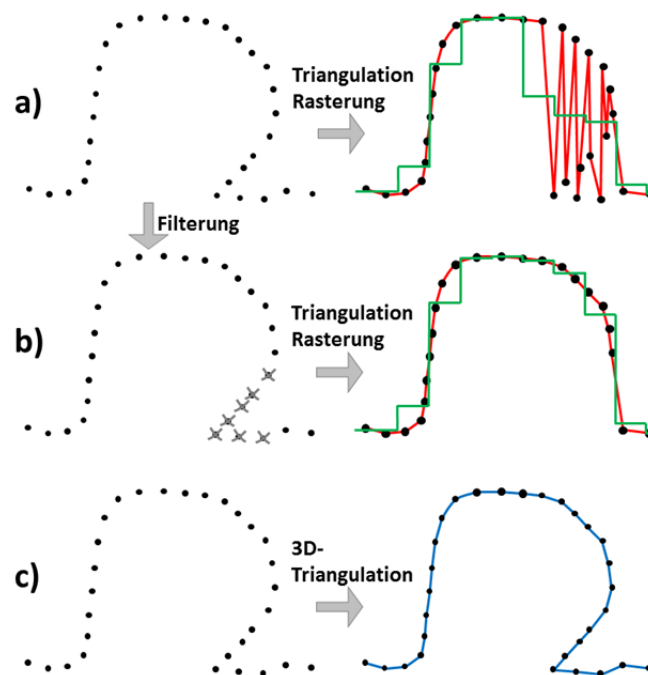 a)
Triangulation
Rasterung
Filterung
b)
Triangulation
Rasterung
c)
3D-
Triangulation